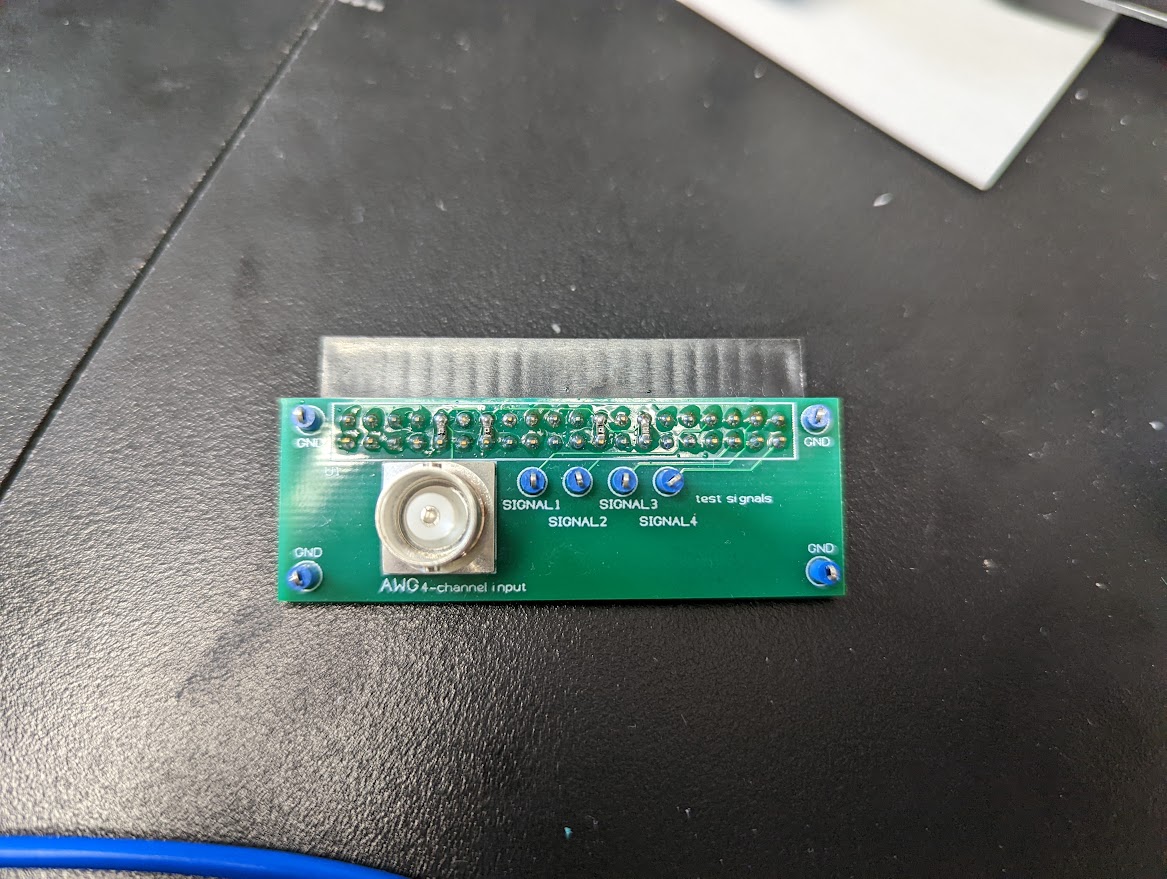 GND
GND
SIGNAL1
SIGNAL3
test signals
SIGNAL2
SIGNAL4
GND
GND
AWG 4-channel input